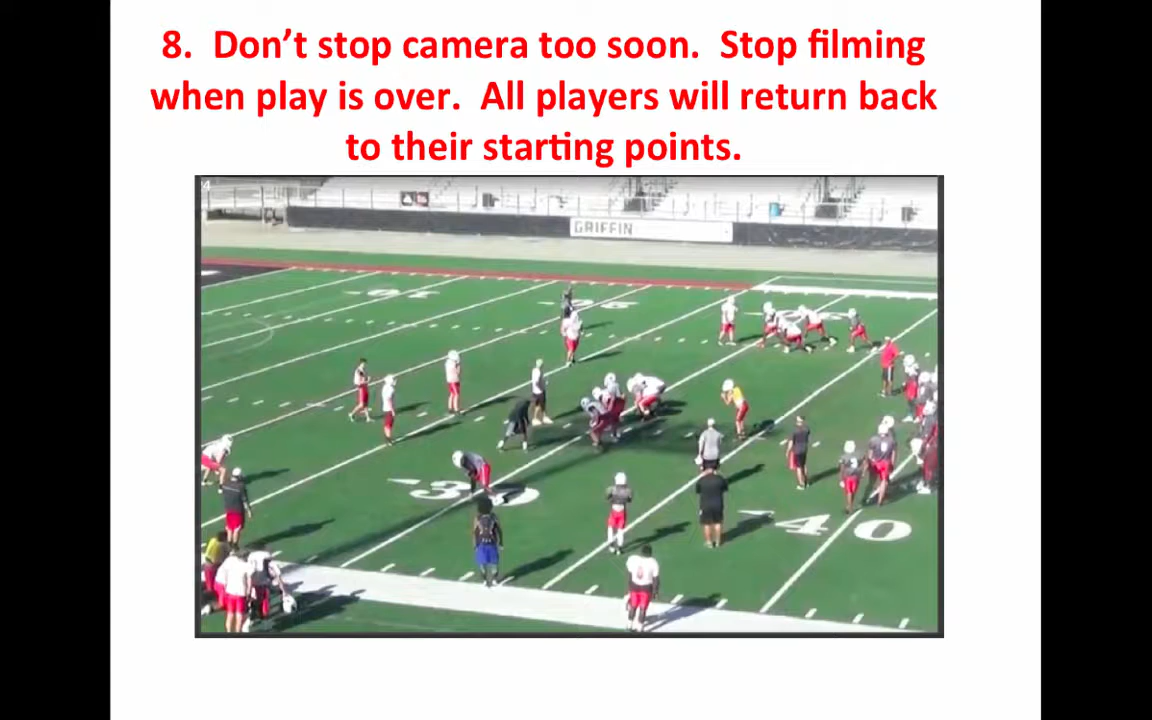 8. Don't stop camera too soon. Stop filming
when play is over. All players will return back
to their starting points.
4
GRIFFIN
30
40